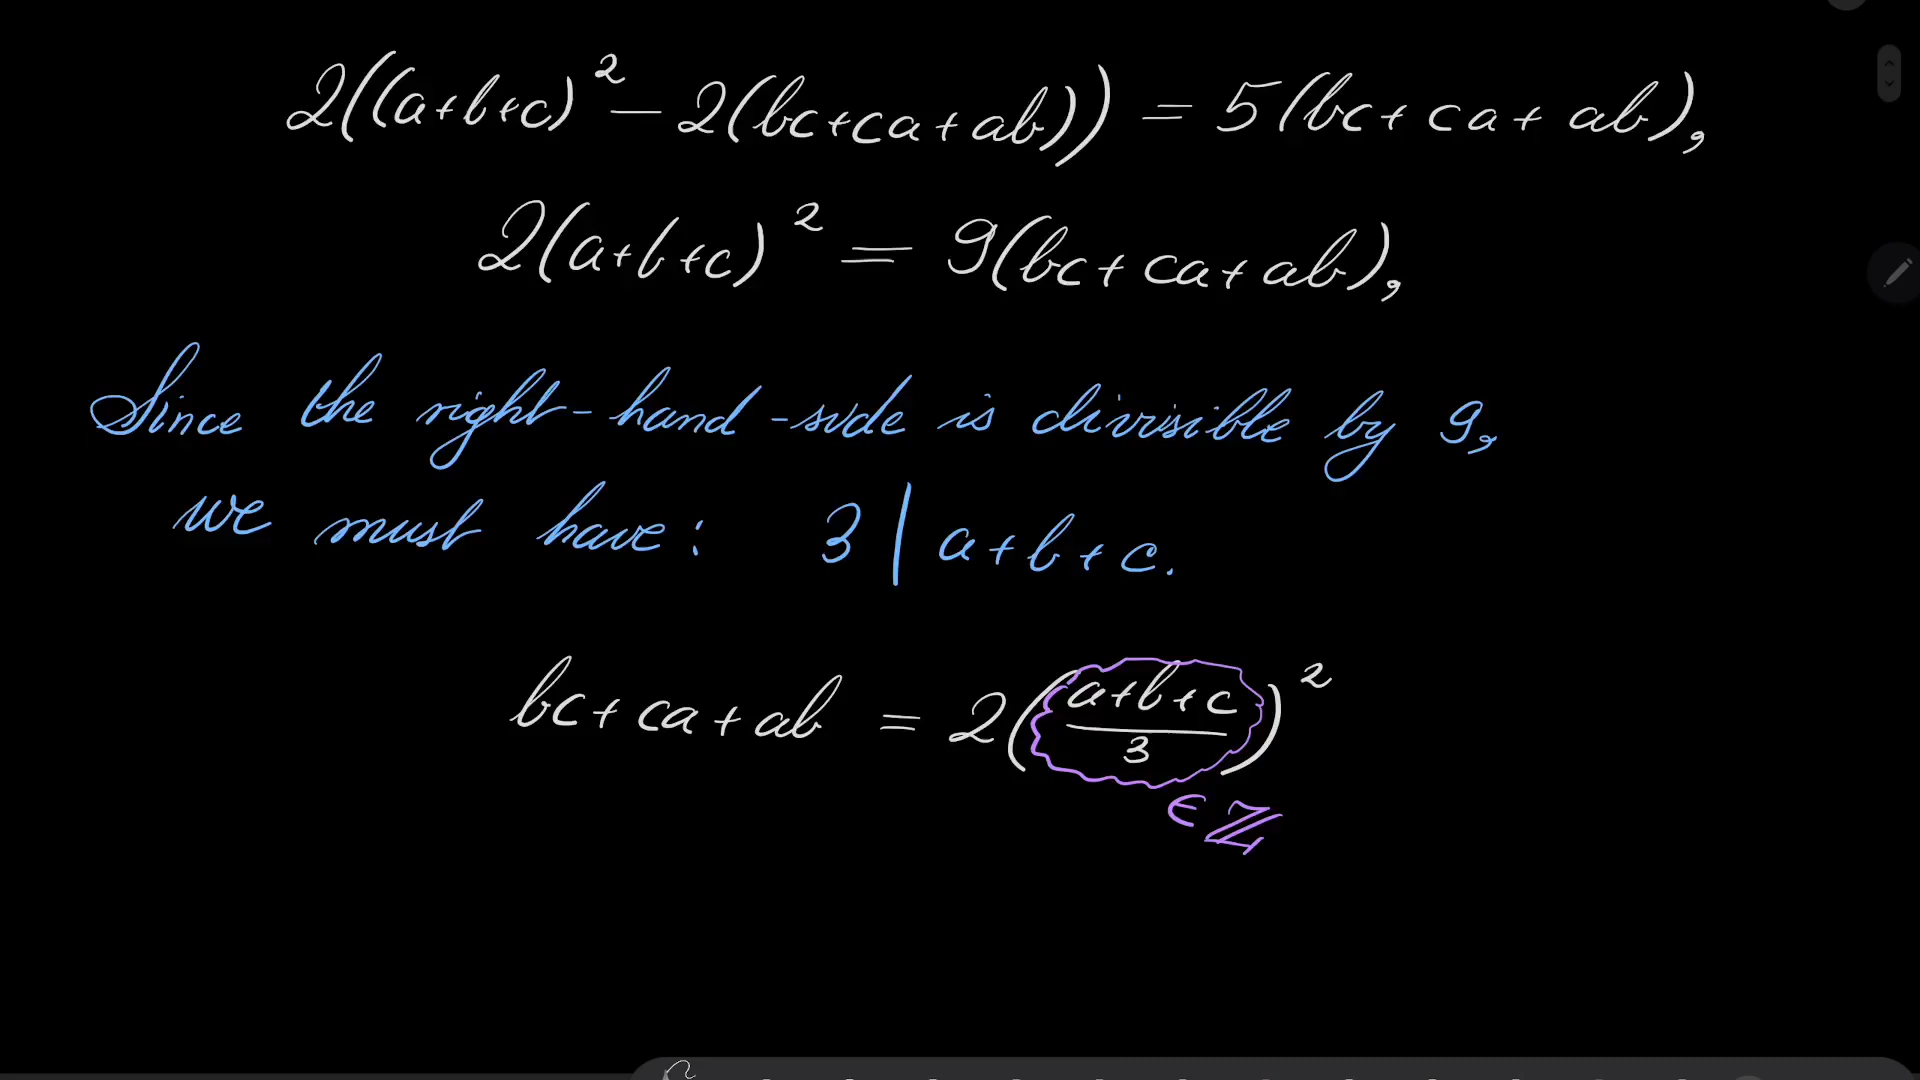 2((a+b+c)² − 2(bc+ca+ab)) = 5(bc+ca+ab),
2(a+b+c)² = 9(bc+ca+ab),
Since the right-hand-side is divisible by 9,
we must have: 3 | a+b+c.
bc+ca+ab = 2((a+b+c)/3)²
∈ ℤ